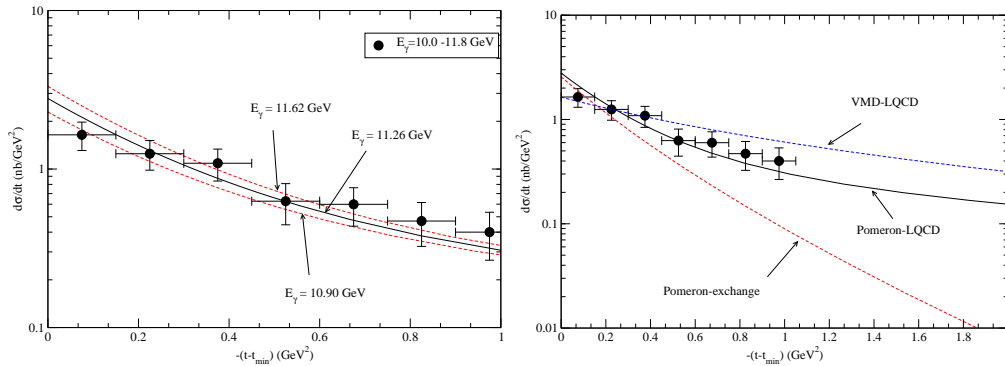 E_γ=10.0 -11.8 GeV
E_γ = 11.62 GeV
E_γ = 11.26 GeV
E_γ = 10.90 GeV
dσ/dt (nb/GeV²)
10
1
0.1
0
0.2
0.4
0.6
0.8
1
-(t-t_min) (GeV²)
VMD-LQCD
Pomeron-LQCD
Pomeron-exchange
dσ/dt (nb/GeV²)
10
1
0.1
0.01
0
0.2
0.4
0.6
0.8
1
1.2
1.4
1.6
1.8
2
-(t-t_min) (GeV²)